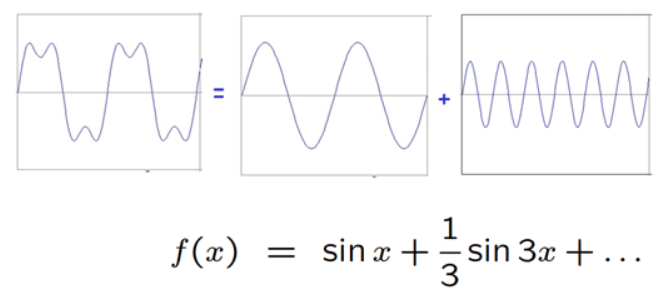 = +
f(x) = sin x + 1/3 sin 3x + ...